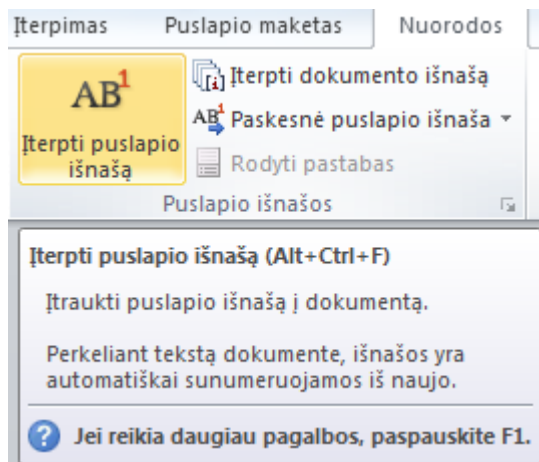 Įterpimas Puslapio maketas Nuorodos
AB1
Įterpti puslapio
išnašą
Įterpti dokumento išnašą
AB1 Paskesnė puslapio išnaša
Rodyti pastabas
Puslapio išnašos
Įterpti puslapio išnašą (Alt+Ctrl+F)
Įtraukti puslapio išnašą į dokumentą.
Perkeliant tekstą dokumente, išnašos yra
automatiškai sunumeruojamos iš naujo.
Jei reikia daugiau pagalbos, paspauskite F1.